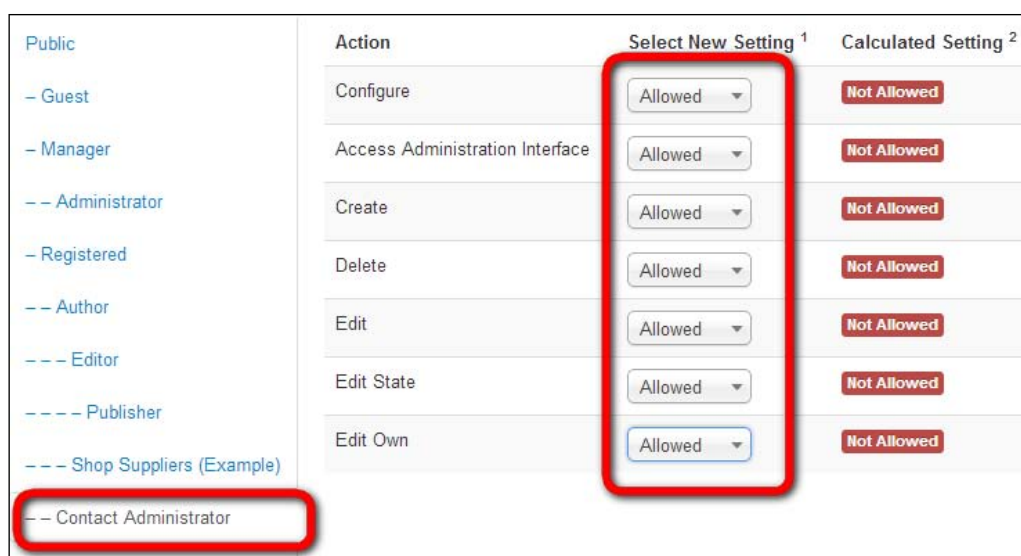 Public
– Guest
– Manager
– – Administrator
– Registered
– – Author
– – – Editor
– – – – Publisher
– – – Shop Suppliers (Example)
– – Contact Administrator
Action Select New Setting 1 Calculated Setting 2
Configure Allowed Not Allowed
Access Administration Interface Allowed Not Allowed
Create Allowed Not Allowed
Delete Allowed Not Allowed
Edit Allowed Not Allowed
Edit State Allowed Not Allowed
Edit Own Allowed Not Allowed